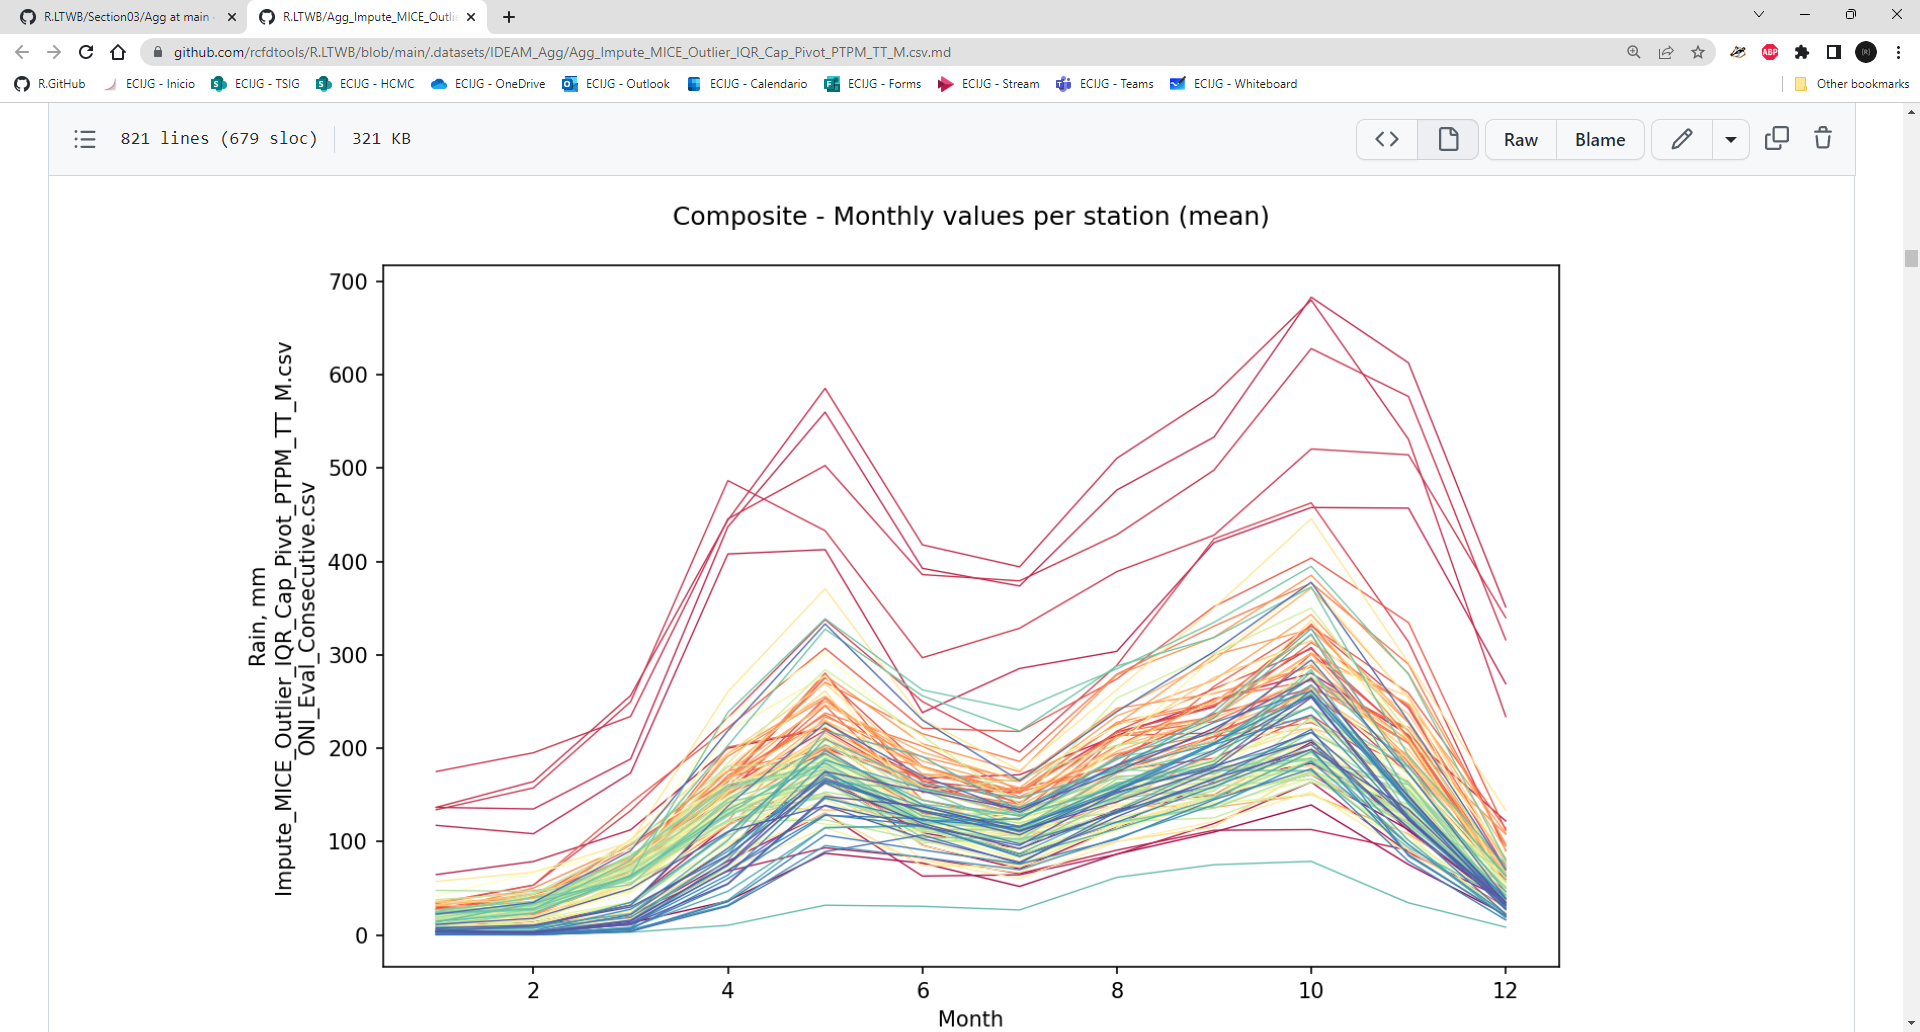 R.LTWB/Section03/Agg at main
R.LTWB/Agg_Impute_MICE_Outli
github.com/rcfdtools/R.LTWB/blob/main/.datasets/IDEAM_Agg/Agg_Impute_MICE_Outlier_IQR_Cap_Pivot_PTPM_TT_M.csv.md
ABP
R.GitHub
ECIJG - Inicio
ECIJG - TSIG
ECIJG - HCMC
ECIJG - OneDrive
ECIJG - Outlook
ECIJG - Calendario
ECIJG - Forms
ECIJG - Stream
ECIJG - Teams
ECIJG - Whiteboard
Other bookmarks
821 lines (679 sloc)
321 KB
Raw
Blame
Composite - Monthly values per station (mean)
Rain, mm
Impute_MICE_Outlier_IQR_Cap_Pivot_PTPM_TT_M.csv
ONI_Eval_Consecutive.csv
700
600
500
400
300
200
100
0
2 4 6 8 10 12
Month